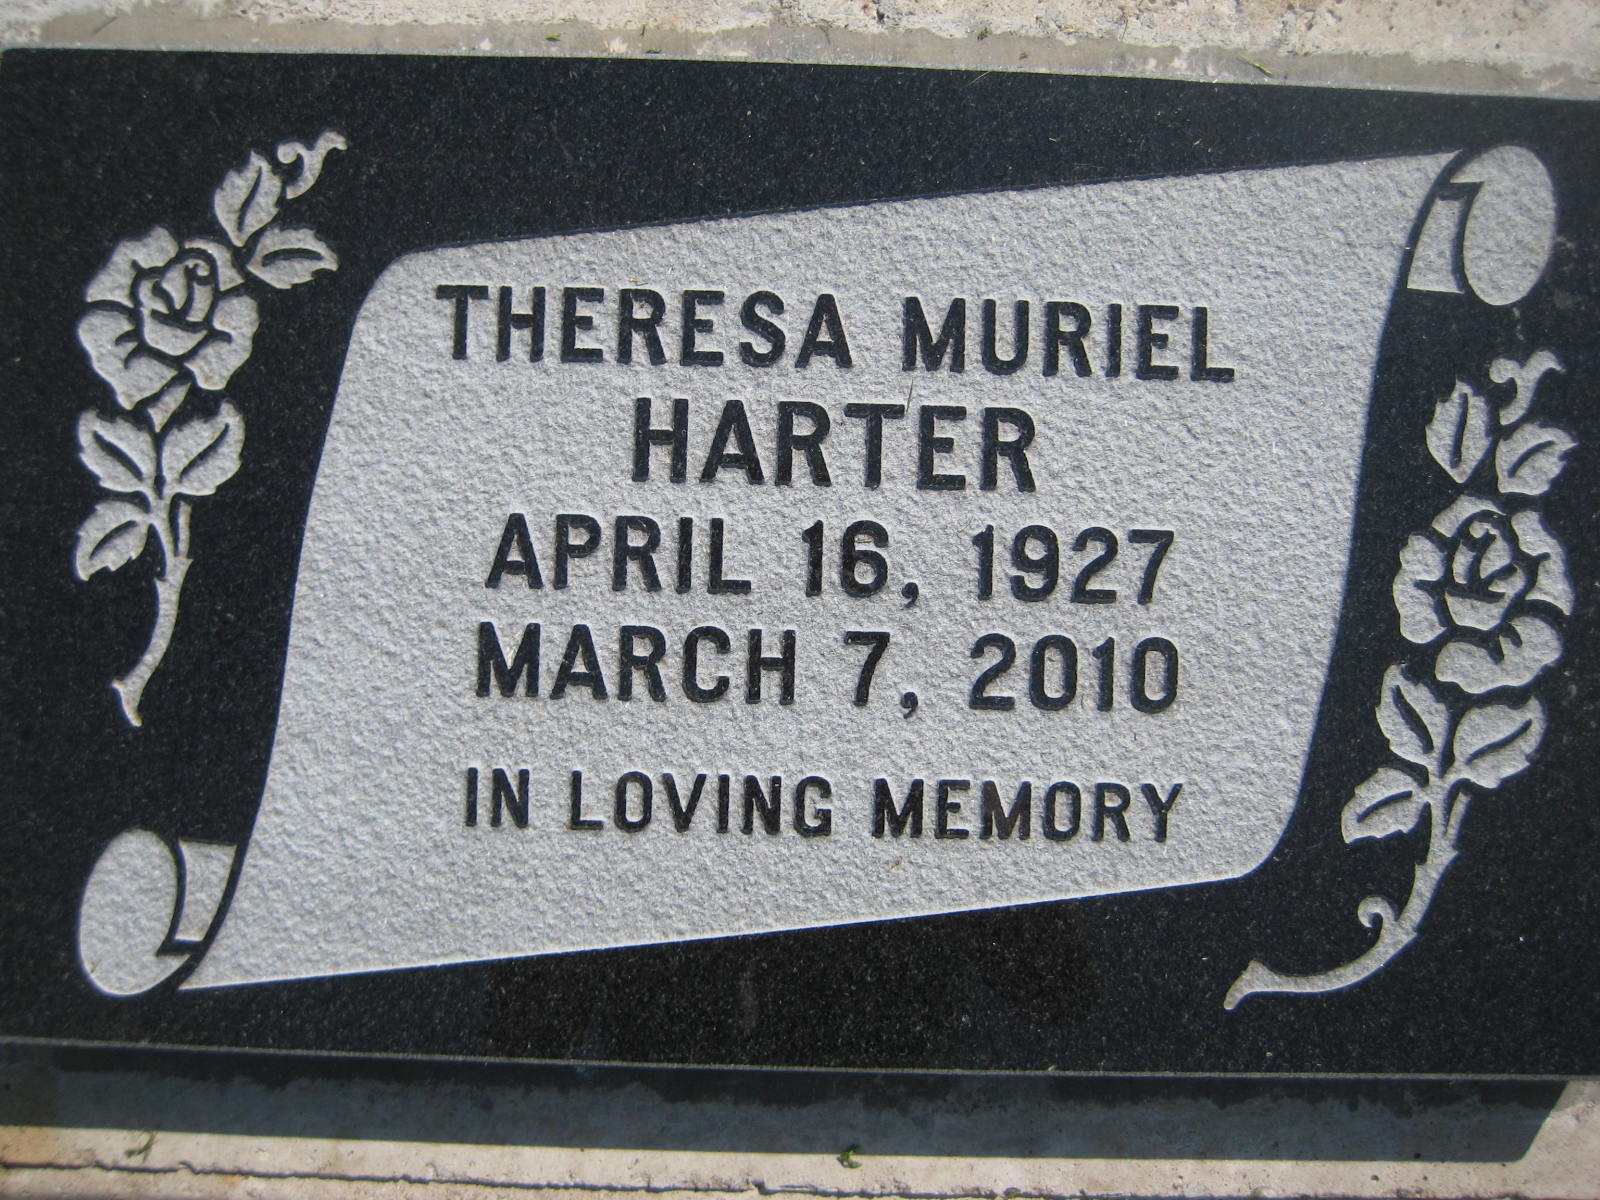 THERESA MURIEL
HARTER
APRIL 16, 1927
MARCH 7, 2010
IN LOVING MEMORY